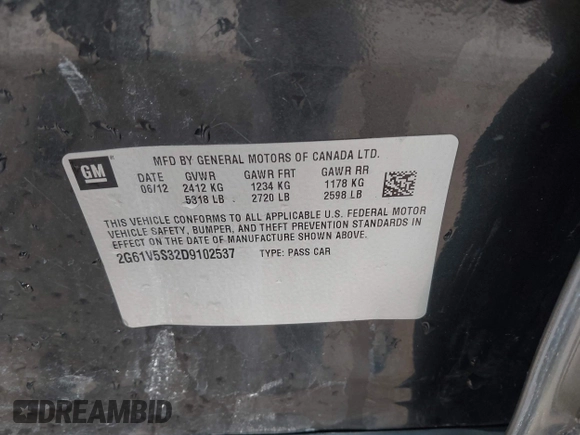 GM
MFD BY GENERAL MOTORS OF CANADA LTD.
DATE GVWR GAWR FRT GAWR RR
06/12 2412 KG 1234 KG 1178 KG
5318 LB 2720 LB 2598 LB
THIS VEHICLE CONFORMS TO ALL APPLICABLE U.S. FEDERAL MOTOR
VEHICLE SAFETY, BUMPER, AND THEFT PREVENTION STANDARDS IN
EFFECT ON THE DATE OF MANUFACTURE SHOWN ABOVE.
2G61V5S32D9102537 TYPE: PASS CAR
DREAMBID